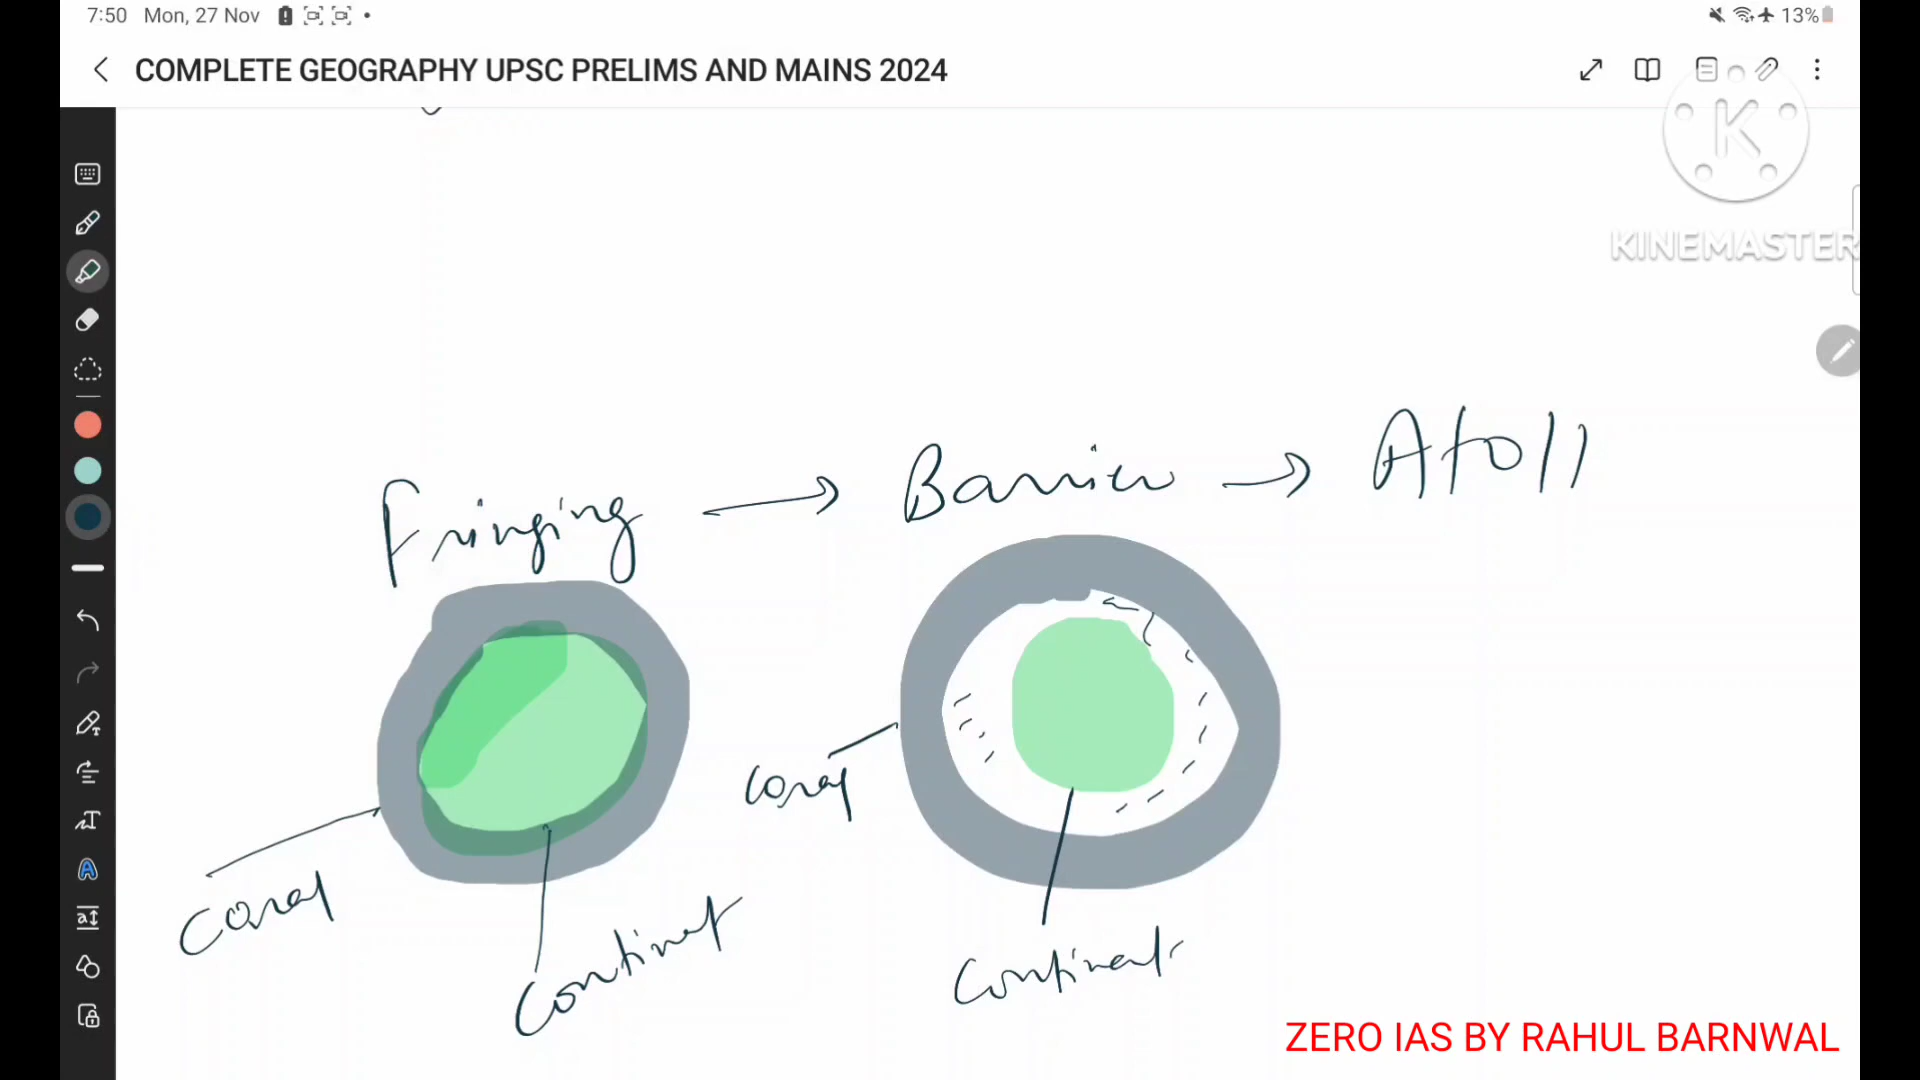 7:50 Mon, 27 Nov 13%
COMPLETE GEOGRAPHY UPSC PRELIMS AND MAINS 2024
K
KINEMASTER
Fringing → Barrier → Atoll
coral
coral
Continet
Continent
ZERO IAS BY RAHUL BARNWAL